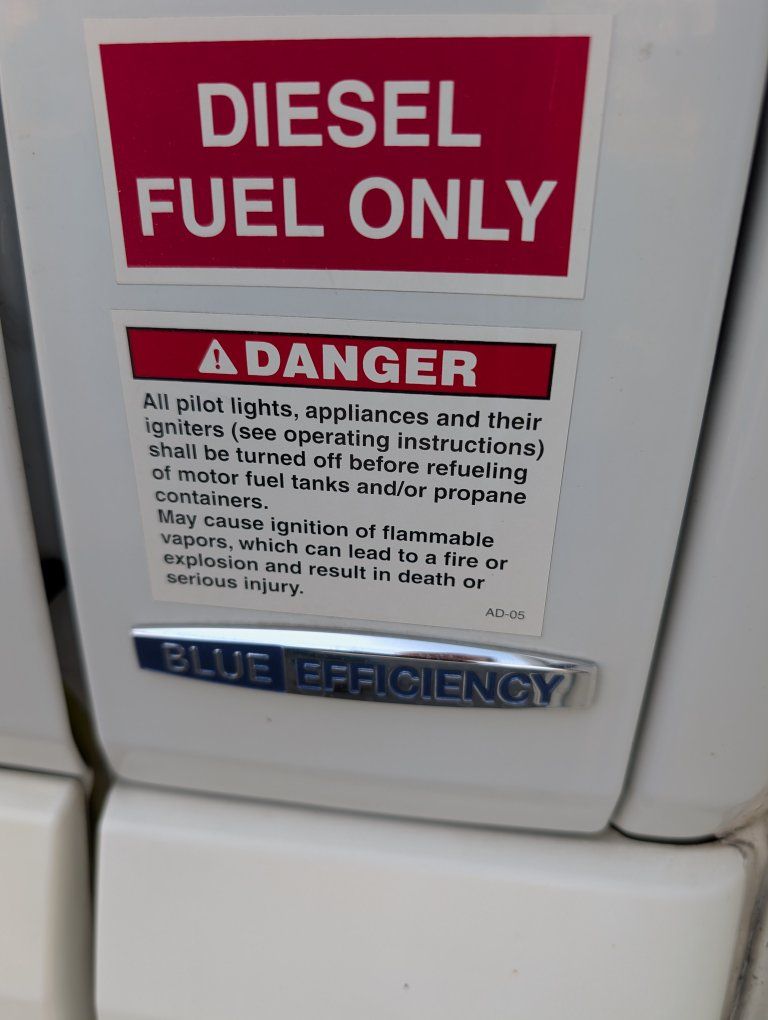 DIESEL
FUEL ONLY
DANGER
All pilot lights, appliances and their
igniters (see operating instructions)
shall be turned off before refueling
of motor fuel tanks and/or propane
containers.
May cause ignition of flammable
vapors, which can lead to a fire or
explosion and result in death or
serious injury.
AD-05
BLUE EFFICIENCY